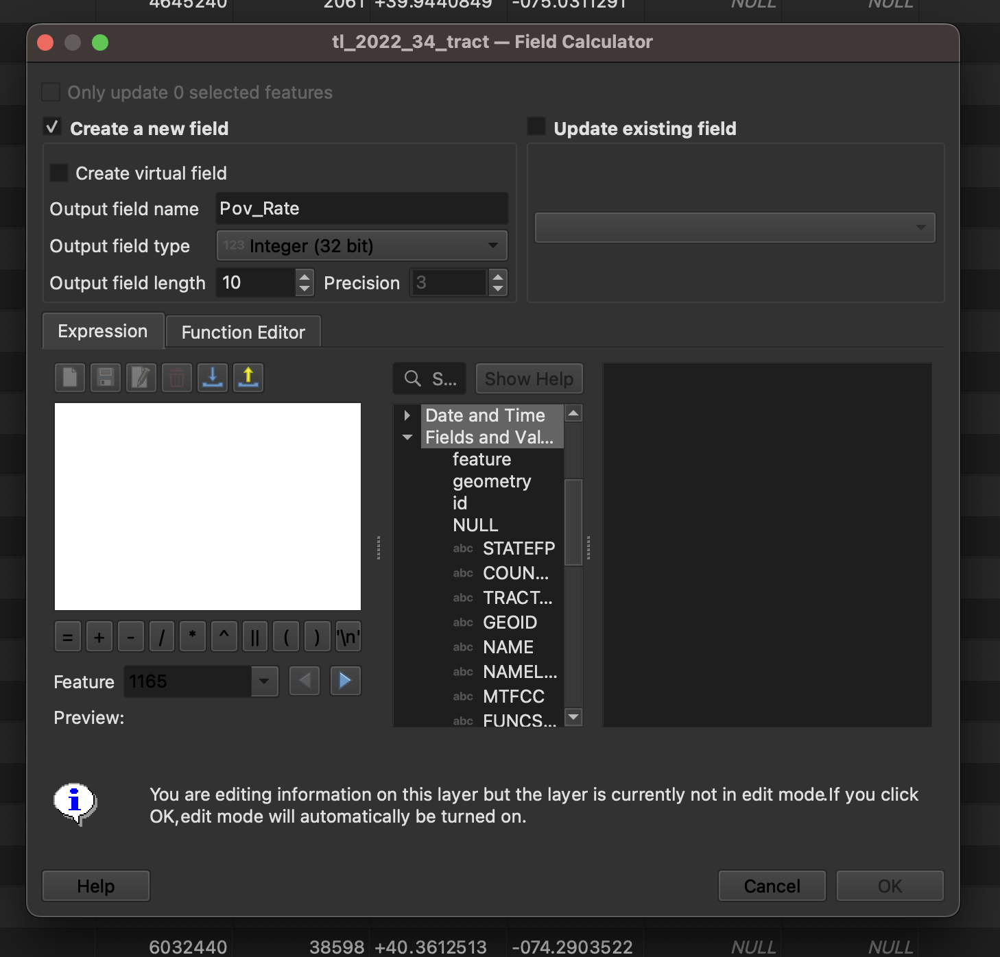 4645240 2061 +39.9440849 -075.0311291 NULL NULL
tl_2022_34_tract — Field Calculator
Only update 0 selected features
Create a new field
Update existing field
Create virtual field
Output field name Pov_Rate
Output field type 123 Integer (32 bit)
Output field length 10 Precision 3
Expression Function Editor
S... Show Help
Date and Time
Fields and Val...
feature
geometry
id
NULL
abc STATEFP
abc COUN...
abc TRACT...
abc GEOID
abc NAME
abc NAMEL...
abc MTFCC
abc FUNCS...
= + - / * ^ || ( ) '\n'
Feature 1165
Preview:
You are editing information on this layer but the layer is currently not in edit mode.If you click
OK,edit mode will automatically be turned on.
Help Cancel OK
6032440 38598 +40.3612513 -074.2903522 NULL NULL